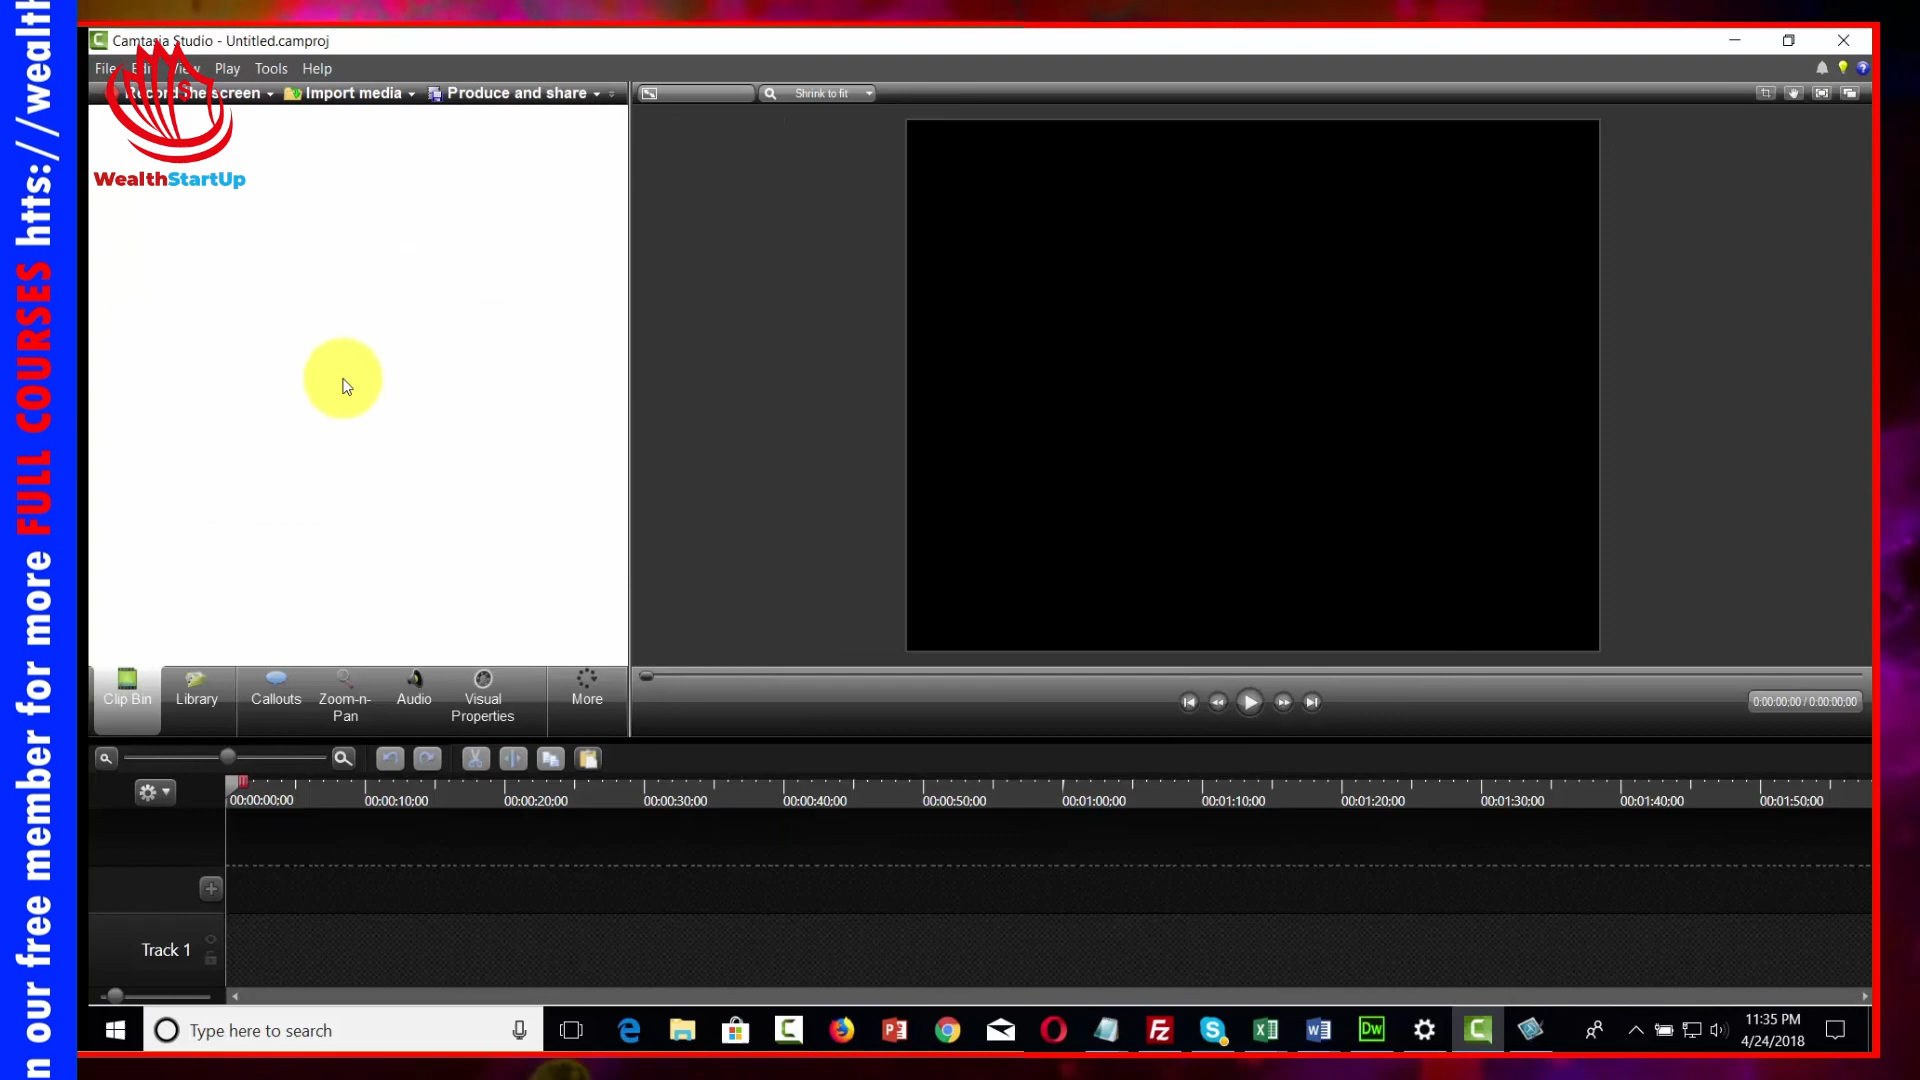 n our free member for more FULL COURSES htts://wealth
Camtasia Studio - Untitled.camproj
File Edit View Play Tools Help
Record the screen Import media Produce and share
Shrink to fit
$
WealthStartUp
Clip Bin Library Callouts Zoom-n-Pan Audio Visual Properties More
0:00:00;00 / 0:00:00;00
00:00:00;00 00:00:10;00 00:00:20;00 00:00:30;00 00:00:40;00 00:00:50;00 00:01:00;00 00:01:10;00 00:01:20;00 00:01:30;00 00:01:40;00 00:01:50;00
Track 1
Type here to search
11:35 PM
4/24/2018